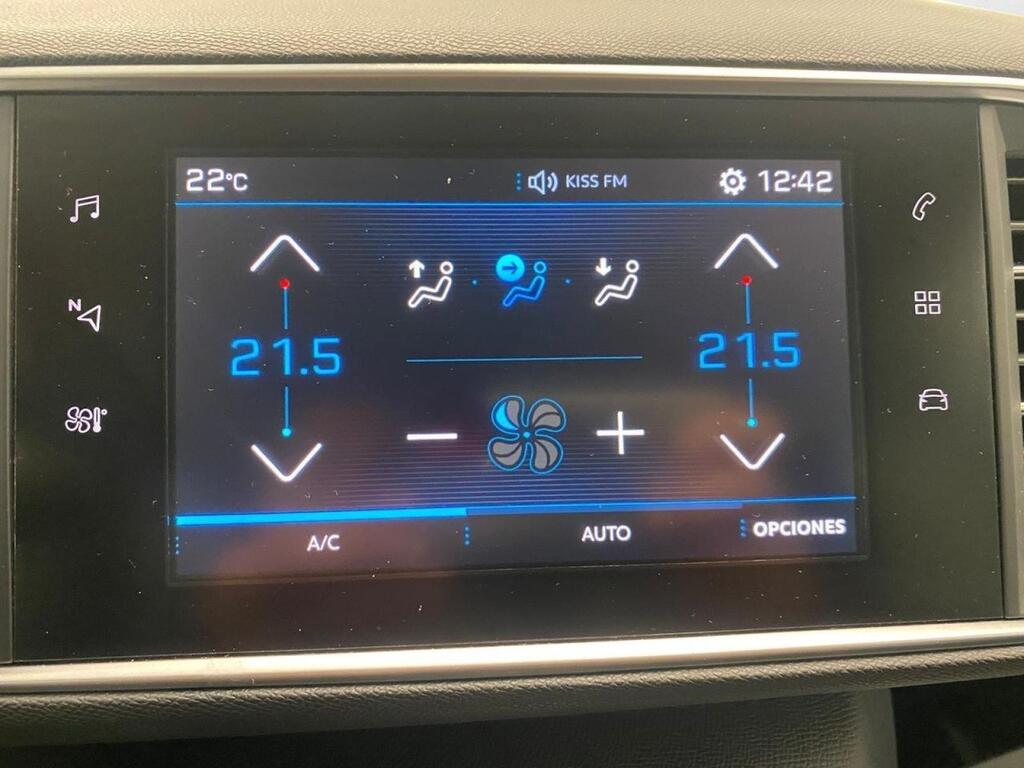 22°C KISS FM 12:42
N
21.5 21.5
A/C AUTO OPCIONES